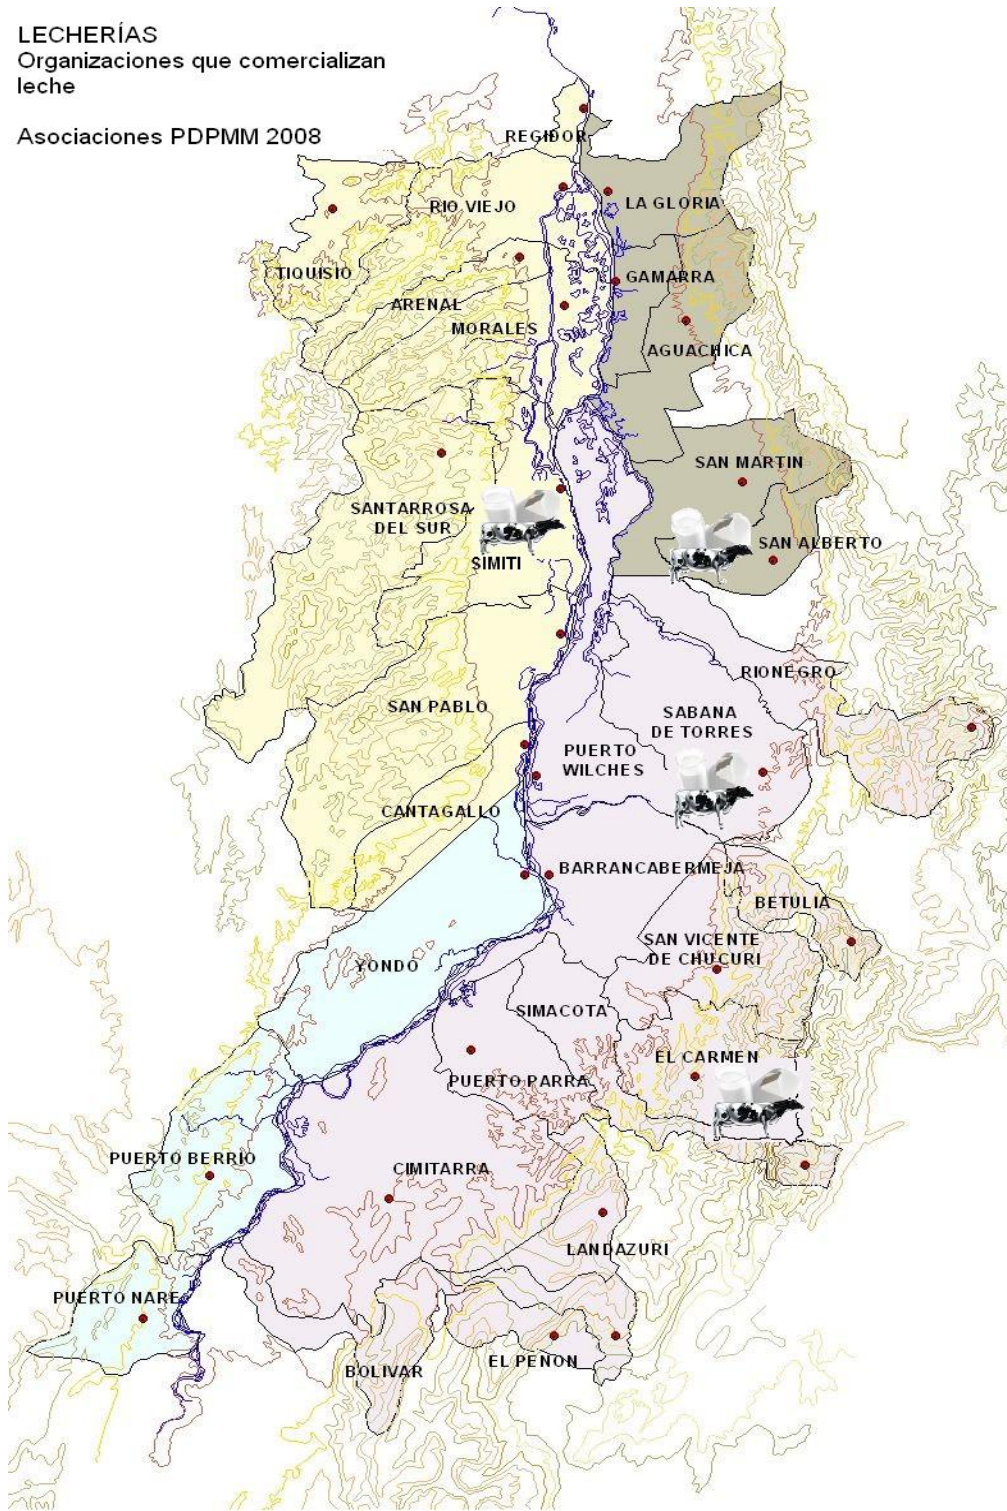 LECHERÍAS
Organizaciones que comercializan
leche
Asociaciones PDPMM 2008
REGIDOR
RIO VIEJO
LA GLORIA
TIQUISIO
GAMARRA
ARENAL
MORALES
AGUACHICA
SAN MARTIN
SANTARROSA
DEL SUR
SAN ALBERTO
SIMITI
RIONEGRO
SAN PABLO
SABANA
DE TORRES
PUERTO
WILCHES
CANTAGALLO
BARRANCABERMEJA
BETULIA
SAN VICENTE
DE CHUCURI
YONDO
SIMACOTA
EL CARMEN
PUERTO PARRA
PUERTO BERRIO
CIMITARRA
LANDAZURI
PUERTO NARE
EL PENON
BOLIVAR